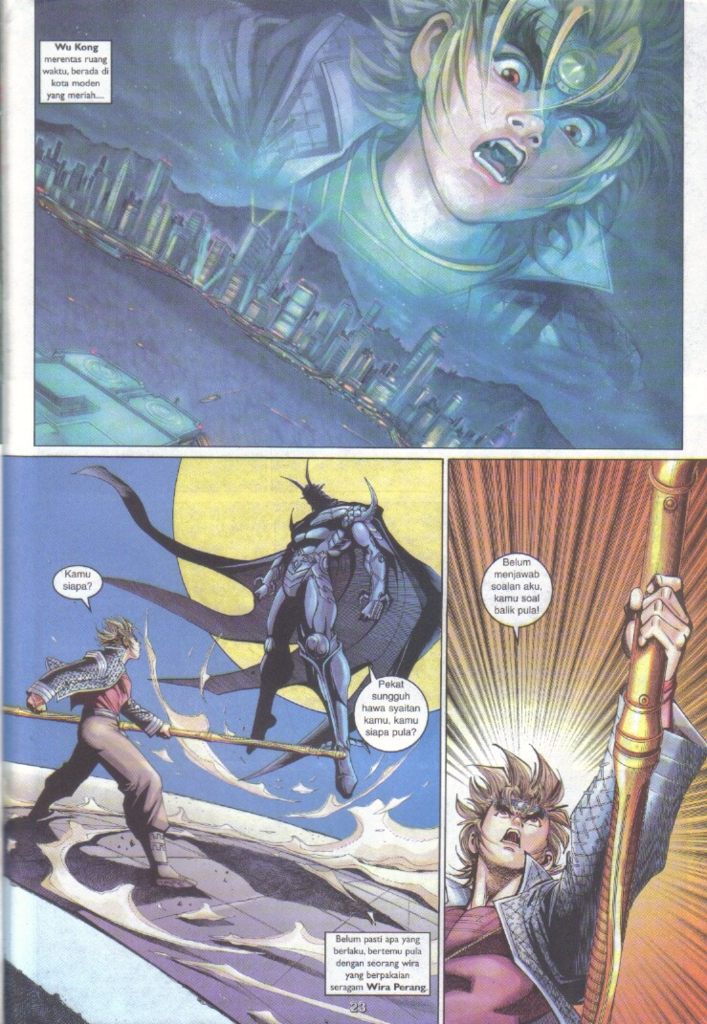 Wu Kong
merentas ruang
waktu, berada di
kota moden
yang meriah....
Kamu
siapa?
Pekat
sungguh
hawa syaitan
kamu, kamu
siapa pula?
Belum pasti apa yang
berlaku, bertemu pula
dengan seorang wira
yang berpakaian
seragam Wira Perang.
Belum
menjawab
soalan aku,
kamu soal
balik pula!
23